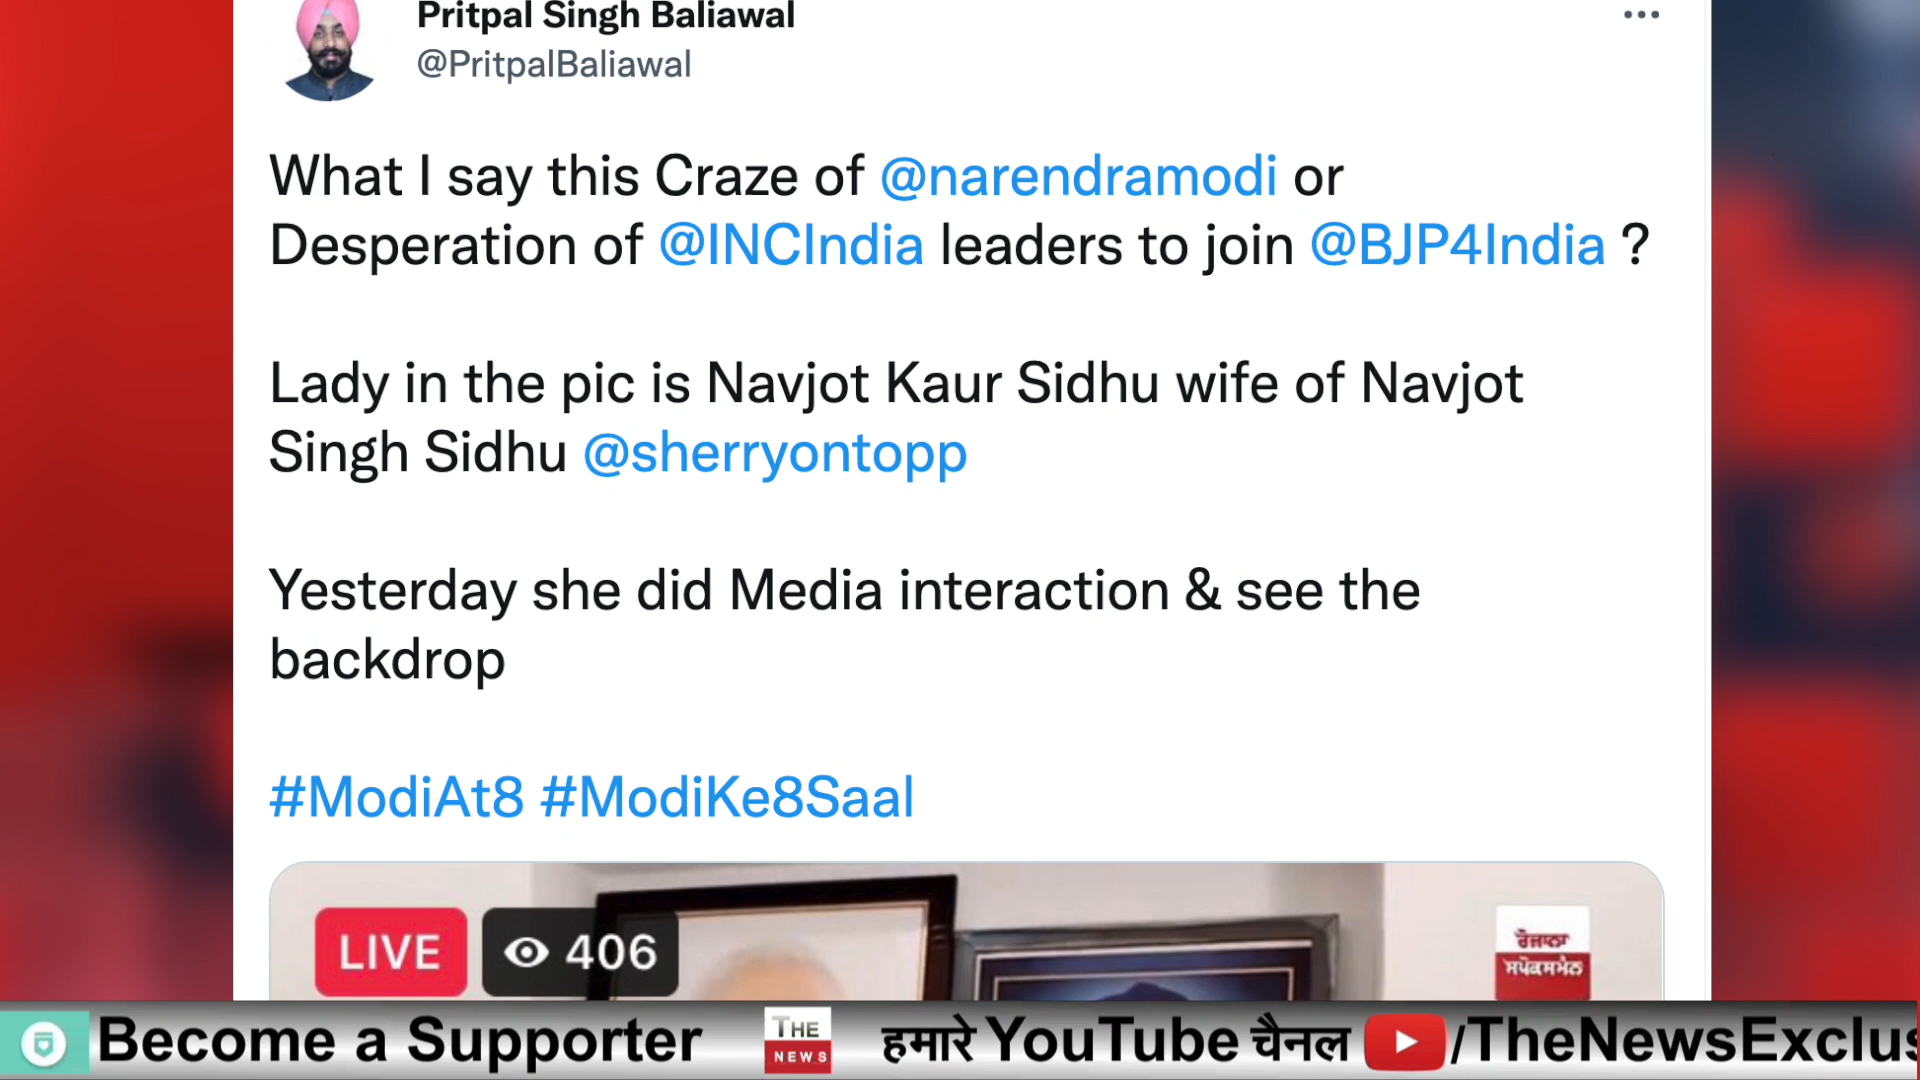 Pritpal Singh Baliawal
@PritpalBaliawal
What I say this Craze of @narendramodi or
Desperation of @INCIndia leaders to join @BJP4India ?
Lady in the pic is Navjot Kaur Sidhu wife of Navjot
Singh Sidhu @sherryontopp
Yesterday she did Media interaction & see the
backdrop
#ModiAt8 #ModiKe8Saal
LIVE 406
ਰੋਜ਼ਾਨਾ
ਸਪੋਕਸਮੈਨ
Become a Supporter THE NEWS हमारे YouTube चैनल /TheNewsExclus